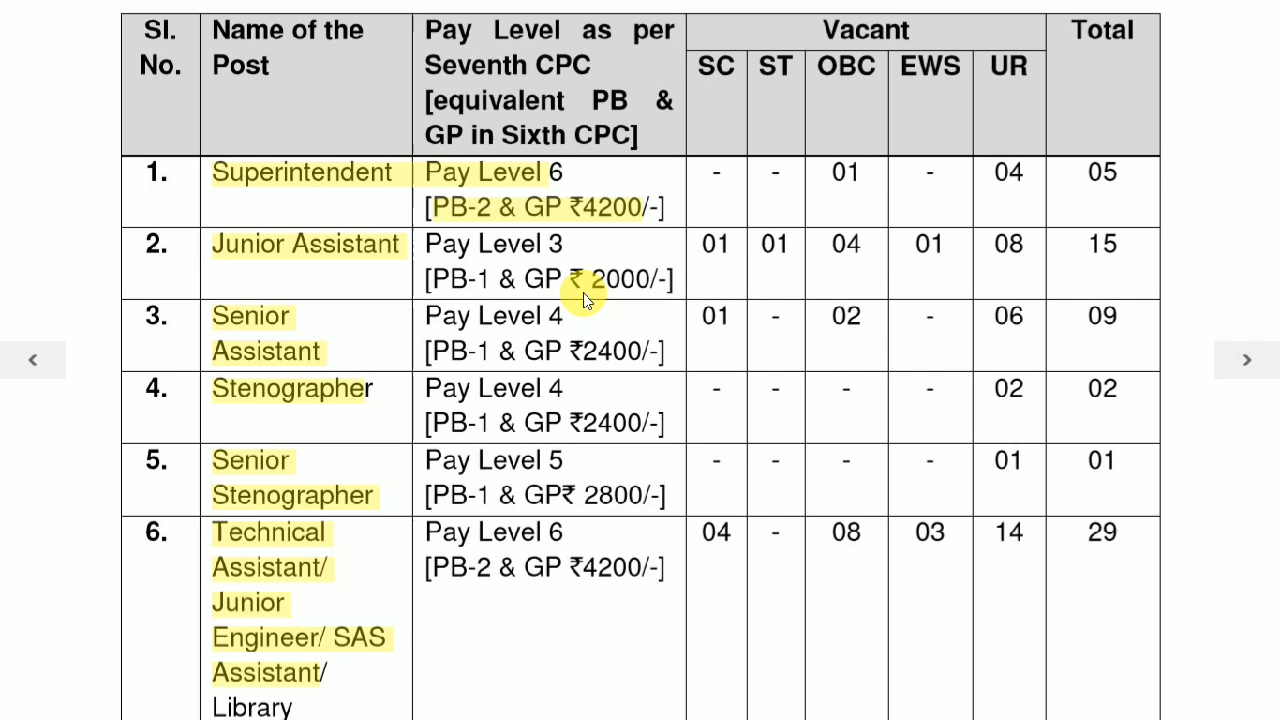 Sl. No. Name of the Post Pay Level as per Seventh CPC [equivalent PB & GP in Sixth CPC] Vacant Total
SC ST OBC EWS UR
1. Superintendent Pay Level 6 - - 01 - 04 05
[PB-2 & GP ₹4200/-]
2. Junior Assistant Pay Level 3 01 01 04 01 08 15
[PB-1 & GP ₹ 2000/-]
3. Senior Pay Level 4 01 - 02 - 06 09
Assistant [PB-1 & GP ₹2400/-]
4. Stenographer Pay Level 4 - - - - 02 02
[PB-1 & GP ₹2400/-]
5. Senior Pay Level 5 - - - - 01 01
Stenographer [PB-1 & GP₹ 2800/-]
6. Technical Pay Level 6 04 - 08 03 14 29
Assistant/ [PB-2 & GP ₹4200/-]
Junior
Engineer/ SAS
Assistant/
Library